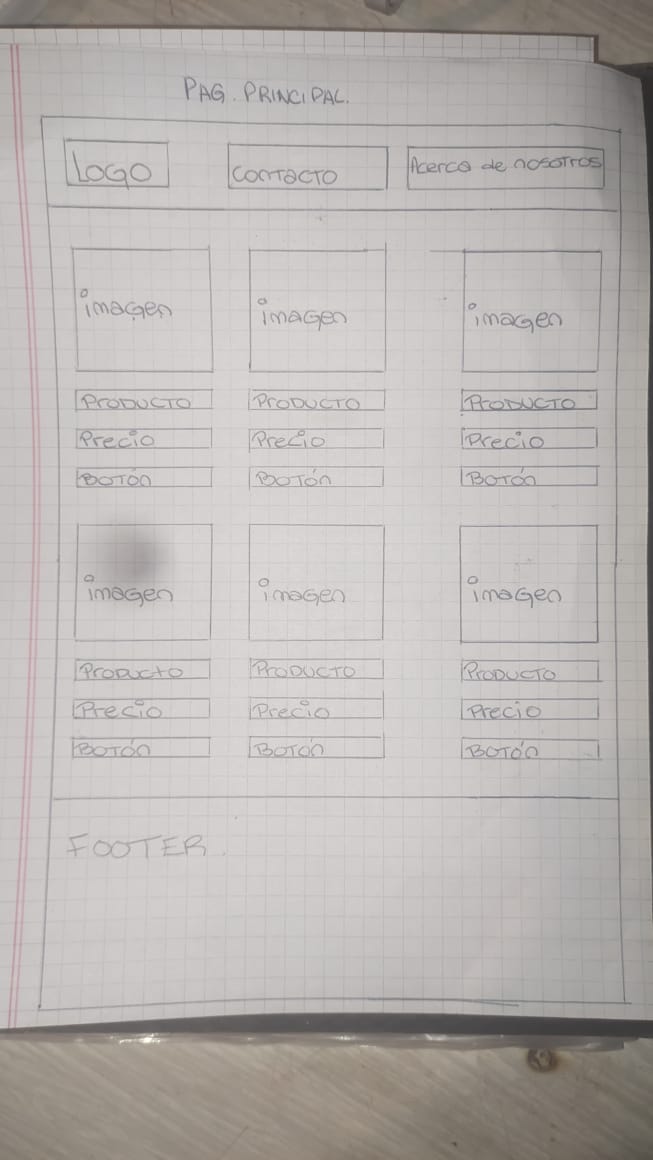 PAG. PRINCIPAL.
LOGO CONTACTO Acerca de nosotros
imagen imagen imagen
PRODUCTO PRODUCTO PRODUCTO
Precio Precio Precio
BOTÓN BOTÓN BOTÓN
imagen imagen imagen
Producto PRODUCTO PRODUCTO
Precio Precio Precio
BOTÓN BOTÓN BOTÓN
FOOTER.